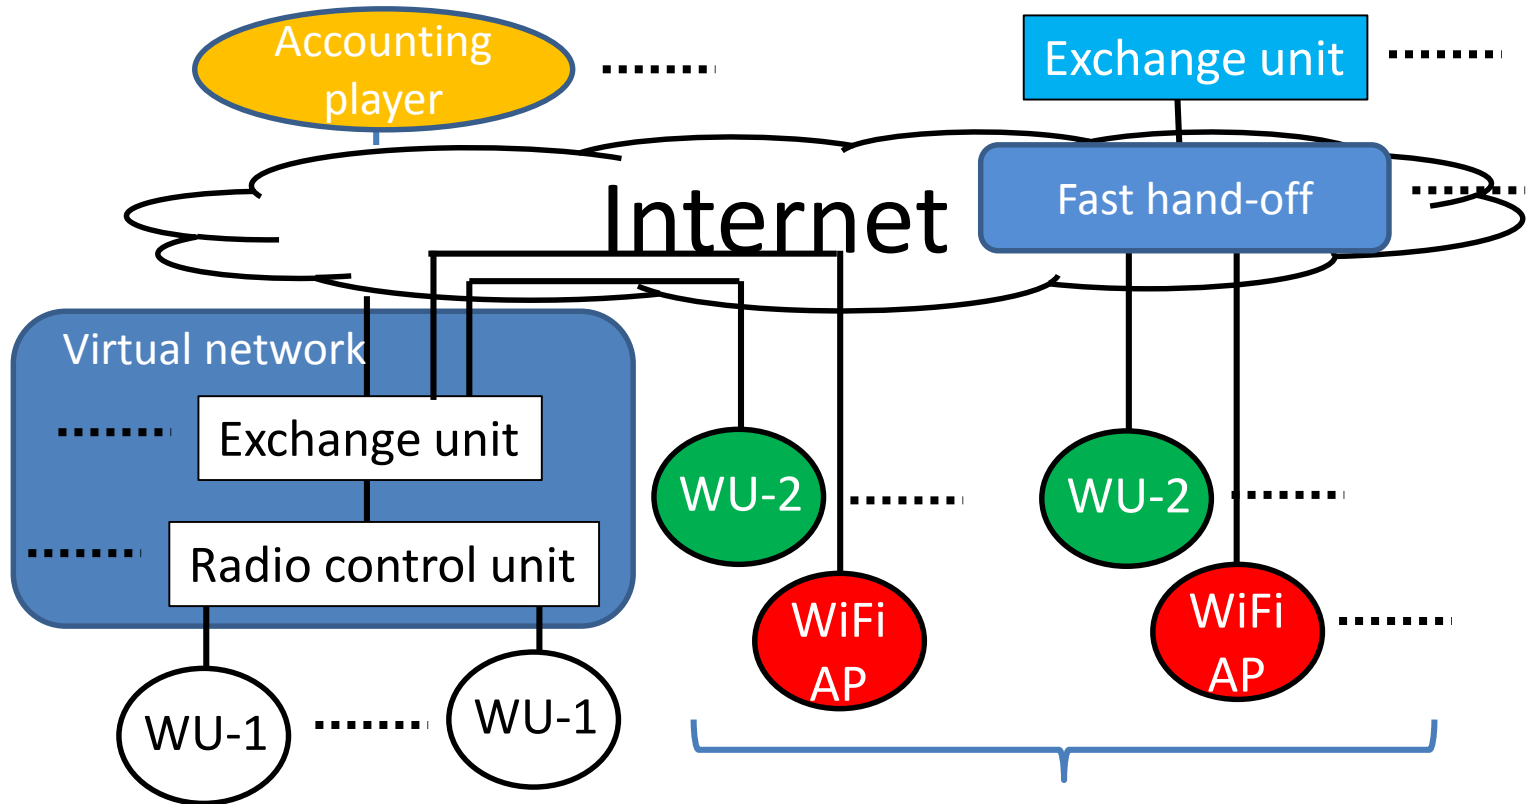 Accounting
player
Exchange unit
Internet
Fast hand-off
Virtual network
Exchange unit
Radio control unit
WU-2
WU-2
WiFi
AP
WiFi
AP
WU-1
WU-1